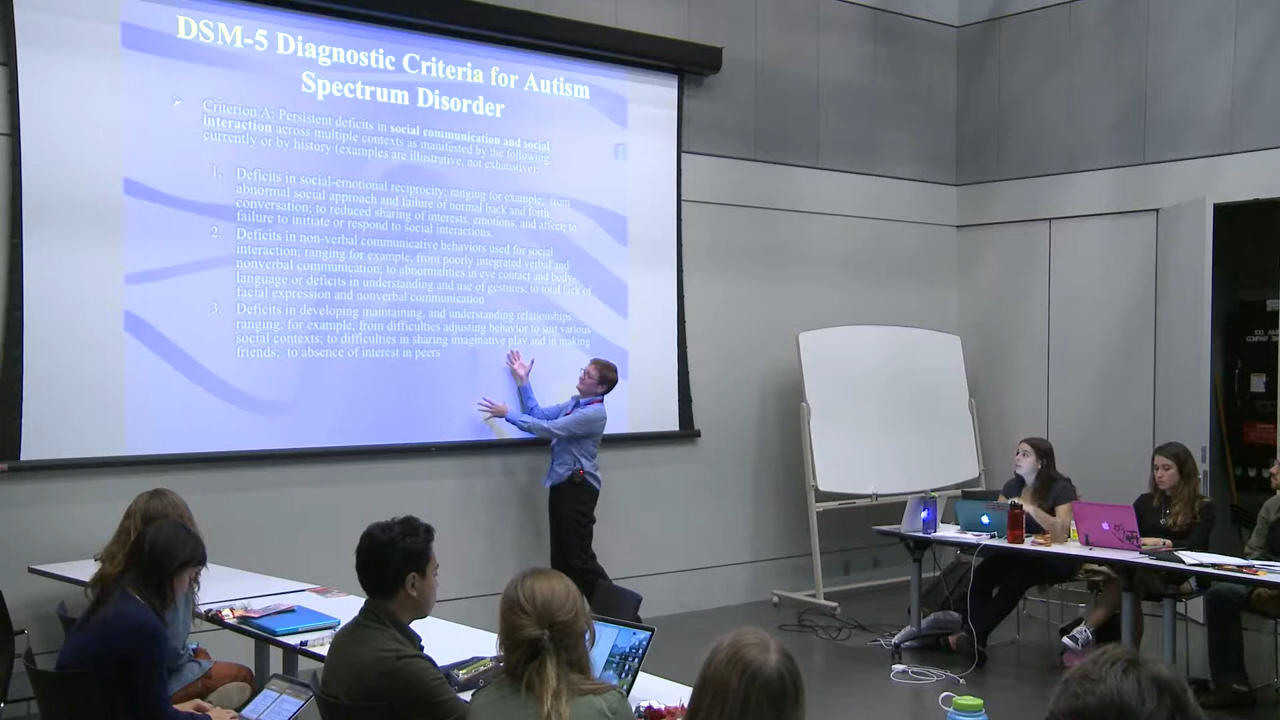 DSM-5 Diagnostic Criteria for Autism
Spectrum Disorder
Criterion A: Persistent deficits in social communication and social
interaction across multiple contexts as manifested by the following,
currently or by history (examples are illustrative, not exhaustive):
1. Deficits in social-emotional reciprocity; ranging for example, from
abnormal social approach and failure of normal back and forth
conversation; to reduced sharing of interests, emotions, and affect; to
failure to initiate or respond to social interactions.
2. Deficits in non-verbal communicative behaviors used for social
interaction; ranging for example, from poorly integrated verbal and
nonverbal communication; to abnormalities in eye contact and body-
language or deficits in understanding and use of gestures; to total lack of
facial expression and nonverbal communication
3. Deficits in developing maintaining, and understanding relationships,
ranging, for example, from difficulties adjusting behavior to suit various
social contexts; to difficulties in sharing imaginative play and in making
friends; to absence of interest in peers